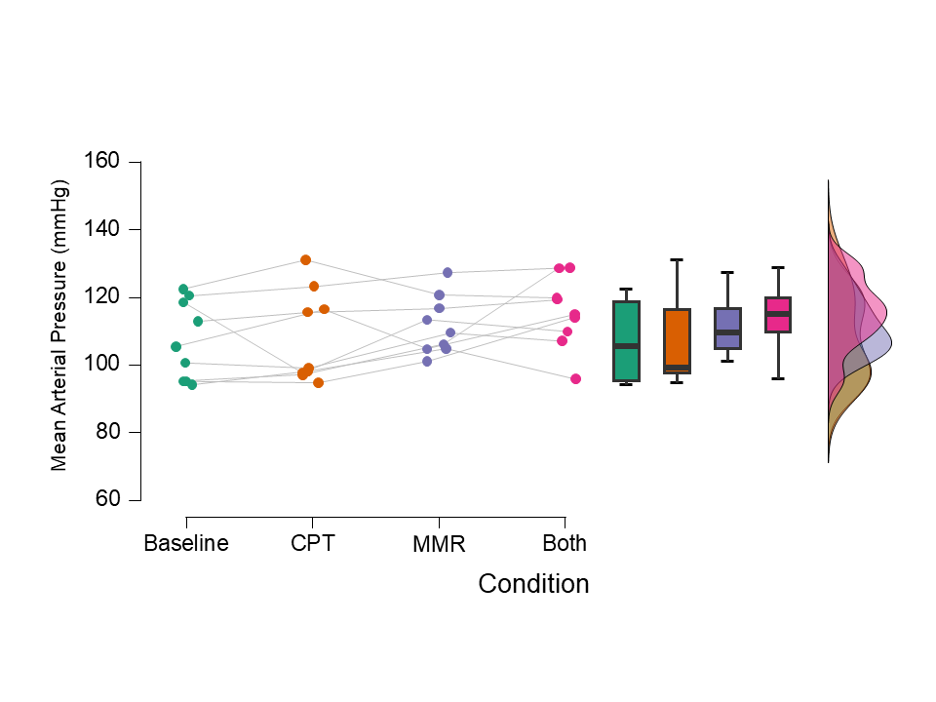 Mean Arterial Pressure (mmHg)
160
140
120
100
80
60
Baseline CPT MMR Both
Condition